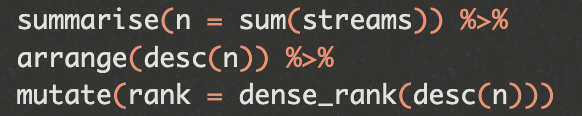 summarise(n = sum(streams)) %>%
arrange(desc(n)) %>%
mutate(rank = dense_rank(desc(n)))